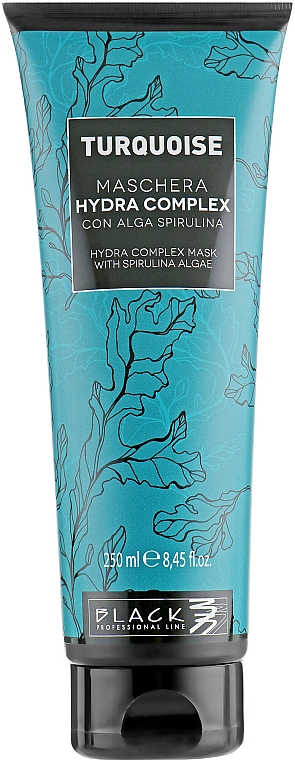 TURQUOISE
MASCHERA
HYDRA COMPLEX
CON ALGA SPIRULINA
HYDRA COMPLEX MASK
WITH SPIRULINA ALGAE
250 ml ℮ 8,45 fl.oz.
BLACK
PROFESSIONAL LINE